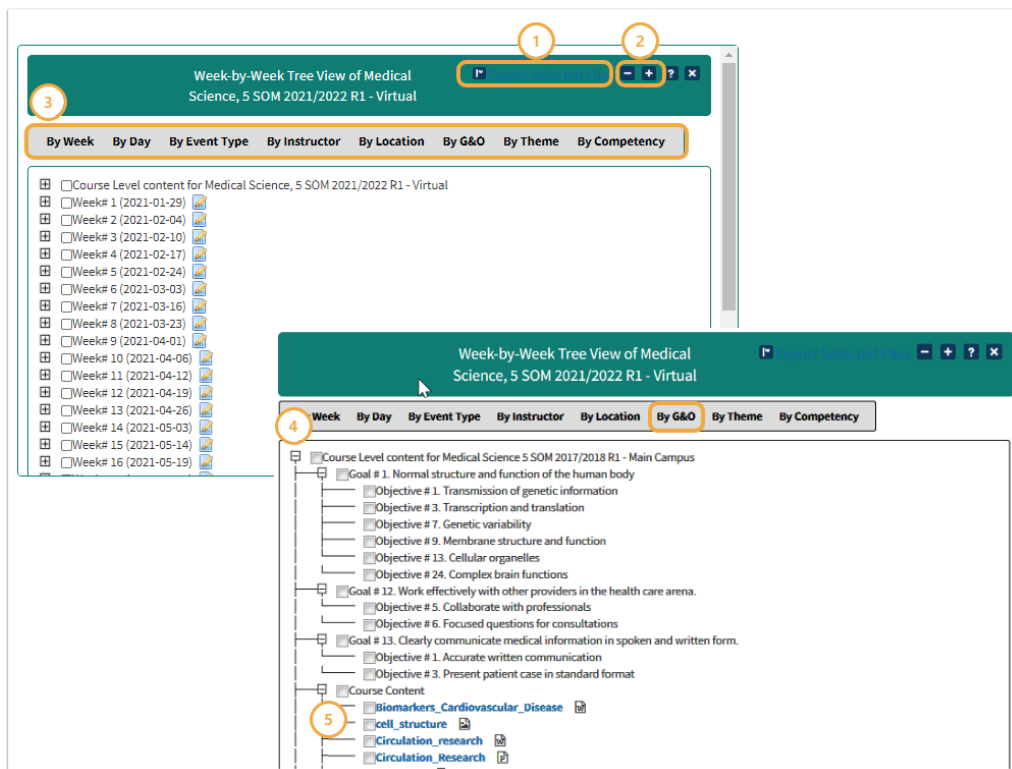 1
2
Week-by-Week Tree View of Medical
Science, 5 SOM 2021/2022 R1 - Virtual
Export Selected Files
3
By Week By Day By Event Type By Instructor By Location By G&O By Theme By Competency
Course Level content for Medical Science, 5 SOM 2021/2022 R1 - Virtual
Week# 1 (2021-01-29)
Week# 2 (2021-02-04)
Week# 3 (2021-02-10)
Week# 4 (2021-02-17)
Week# 5 (2021-02-24)
Week# 6 (2021-03-03)
Week# 7 (2021-03-16)
Week# 8 (2021-03-23)
Week# 9 (2021-04-01)
Week# 10 (2021-04-06)
Week# 11 (2021-04-12)
Week# 12 (2021-04-19)
Week# 13 (2021-04-26)
Week# 14 (2021-05-03)
Week# 15 (2021-05-14)
Week# 16 (2021-05-19)
Week-by-Week Tree View of Medical
Science, 5 SOM 2021/2022 R1 - Virtual
Export Selected Files
4
Week By Day By Event Type By Instructor By Location By G&O By Theme By Competency
Course Level content for Medical Science 5 SOM 2017/2018 R1 - Main Campus
Goal # 1. Normal structure and function of the human body
Objective # 1. Transmission of genetic information
Objective # 3. Transcription and translation
Objective # 7. Genetic variability
Objective # 9. Membrane structure and function
Objective # 13. Cellular organelles
Objective # 24. Complex brain functions
Goal # 12. Work effectively with other providers in the health care arena.
Objective # 5. Collaborate with professionals
Objective # 6. Focused questions for consultations
Goal # 13. Clearly communicate medical information in spoken and written form.
Objective # 1. Accurate written communication
Objective # 3. Present patient case in standard format
Course Content
Biomarkers_Cardiovascular_Disease
5
cell_structure
Circulation_research
Circulation_Research